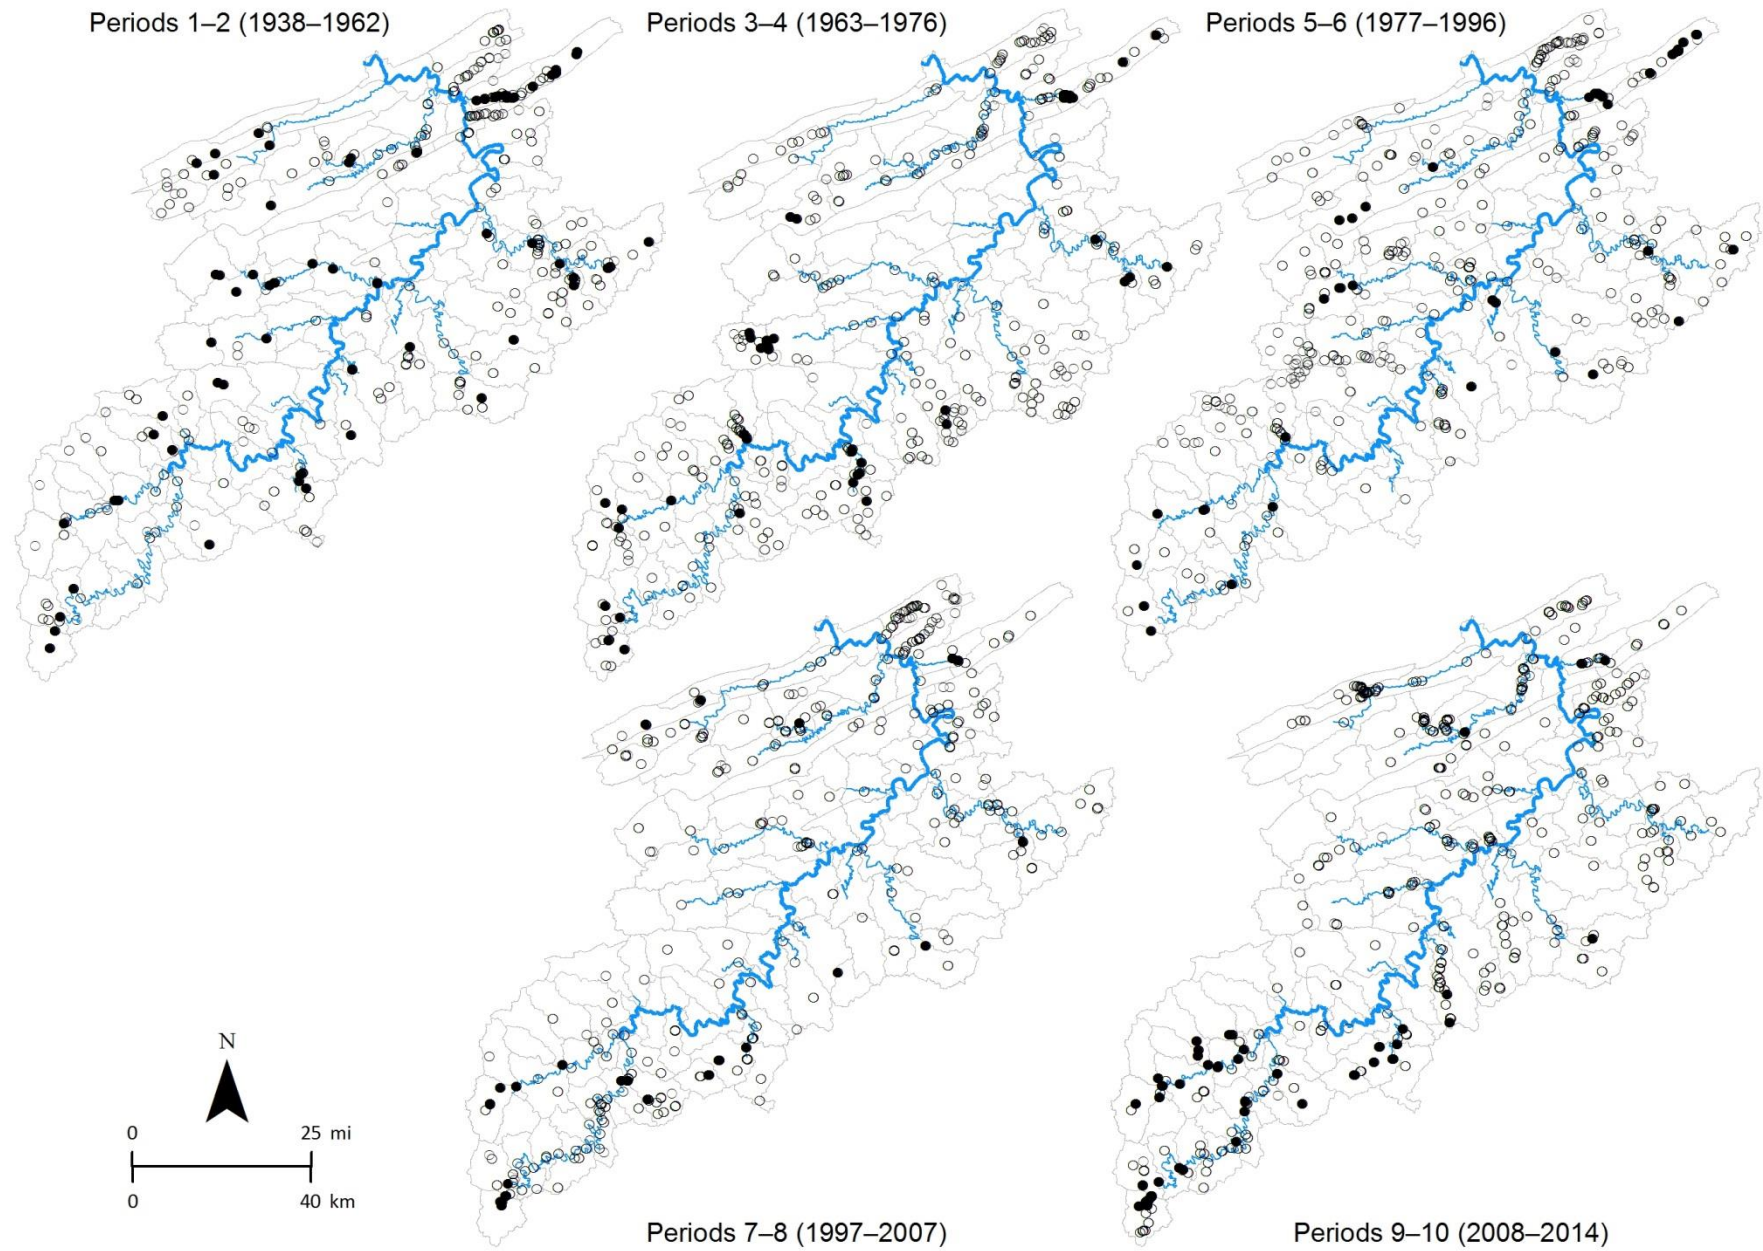 Periods 1–2 (1938–1962)
Periods 3–4 (1963–1976)
Periods 5–6 (1977–1996)
N
0 25 mi
0 40 km
Periods 7–8 (1997–2007)
Periods 9–10 (2008–2014)